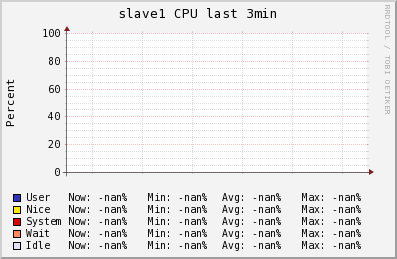 slave1 CPU last 3min
RRDTOOL / TOBI OETIKER
Percent
100
80
60
40
20
0
User Now: -nan% Min: -nan% Avg: -nan% Max: -nan%
Nice Now: -nan% Min: -nan% Avg: -nan% Max: -nan%
System Now: -nan% Min: -nan% Avg: -nan% Max: -nan%
Wait Now: -nan% Min: -nan% Avg: -nan% Max: -nan%
Idle Now: -nan% Min: -nan% Avg: -nan% Max: -nan%